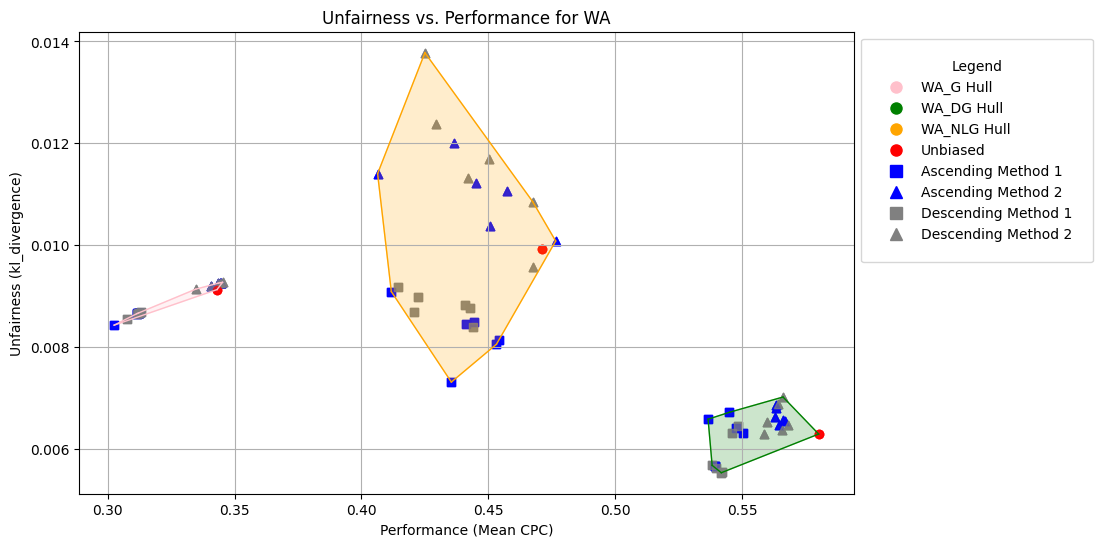 Unfairness vs. Performance for WA
Unfairness (kl_divergence)
0.014
0.012
0.010
0.008
0.006
0.30
0.35
0.40
0.45
0.50
0.55
Performance (Mean CPC)
Legend
WA_G Hull
WA_DG Hull
WA_NLG Hull
Unbiased
Ascending Method 1
Ascending Method 2
Descending Method 1
Descending Method 2